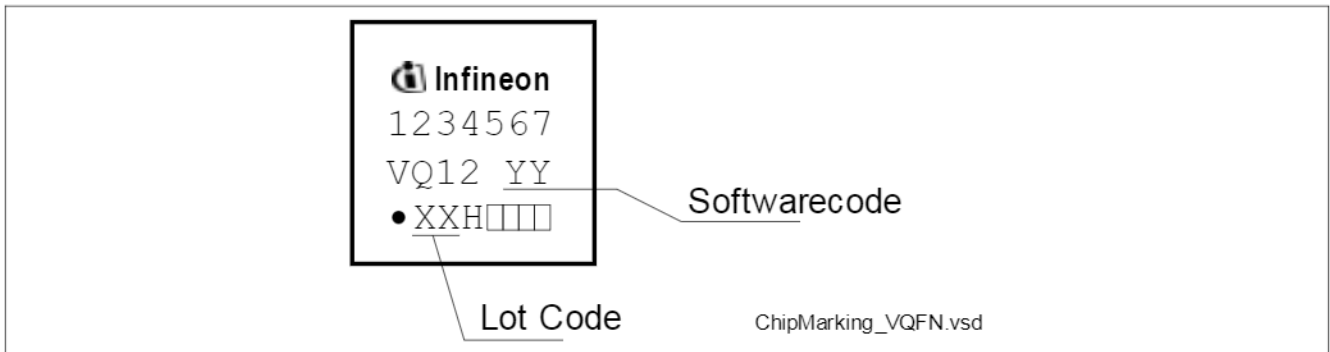 Infineon
1234567
VQ12 YY
●XXH□□□□
Softwarecode
Lot Code
ChipMarking_VQFN.vsd